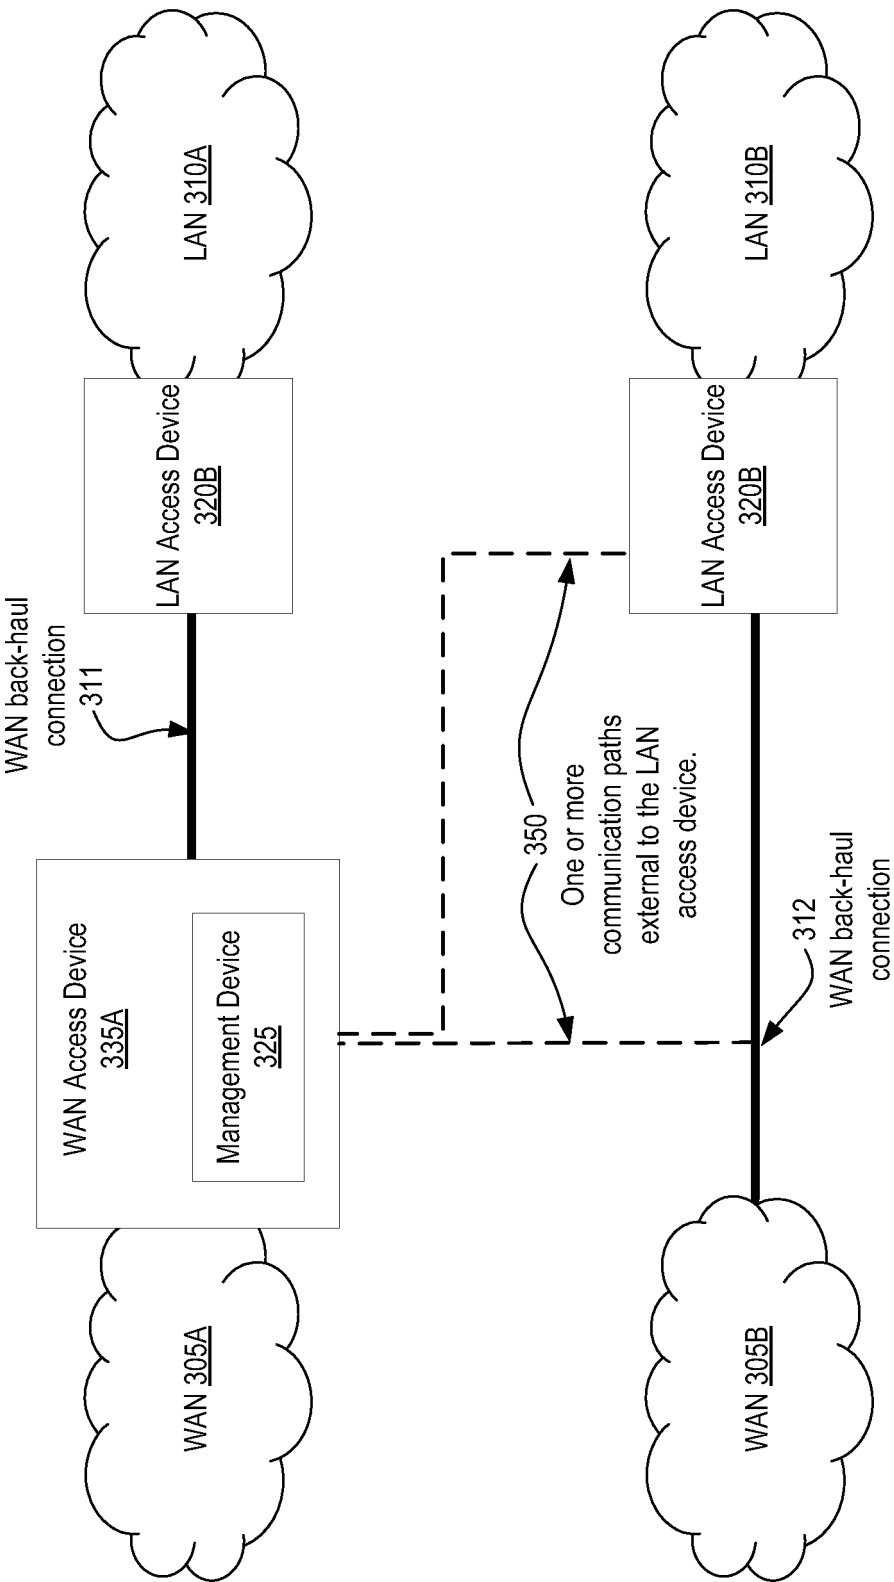 WAN 305A
WAN Access Device
335A
Management Device
325
WAN back-haul
connection
311
LAN Access Device
320B
LAN 310A
350
One or more
communication paths
external to the LAN
access device.
WAN 305B
312
WAN back-haul
connection
LAN Access Device
320B
LAN 310B